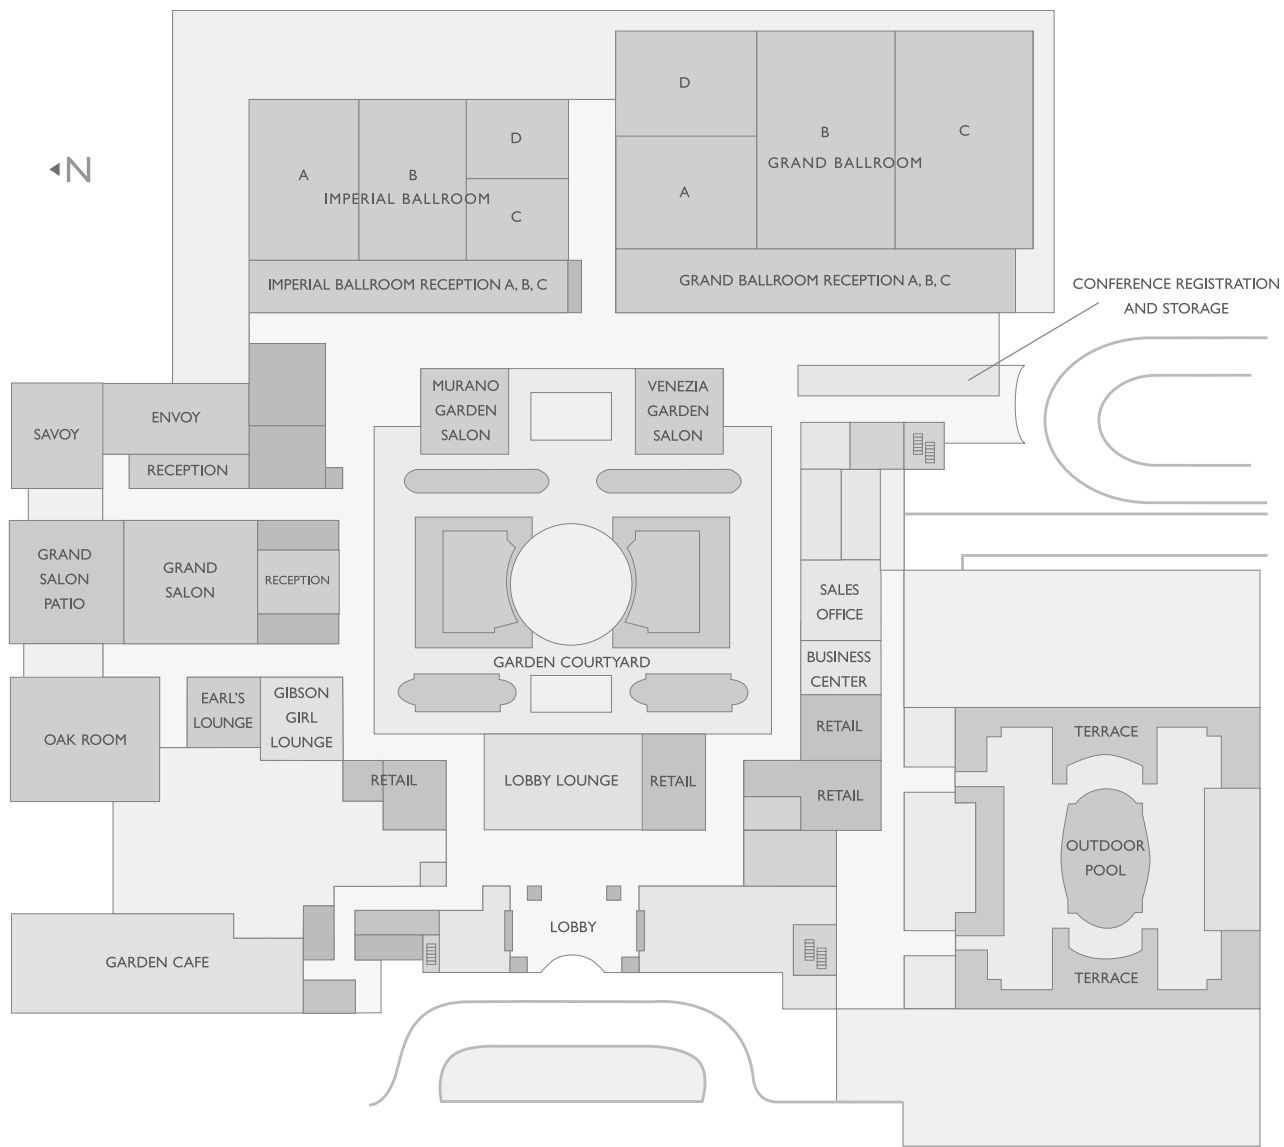 D
B
C
GRAND BALLROOM
A
N
A
B
D
IMPERIAL BALLROOM
C
IMPERIAL BALLROOM RECEPTION A, B, C
GRAND BALLROOM RECEPTION A, B, C
CONFERENCE REGISTRATION
AND STORAGE
MURANO
GARDEN
SALON
VENEZIA
GARDEN
SALON
SAVOY
ENVOY
RECEPTION
GRAND
SALON
PATIO
GRAND
SALON
RECEPTION
SALES
OFFICE
GARDEN COURTYARD
BUSINESS
CENTER
EARL'S
LOUNGE
GIBSON
GIRL
LOUNGE
OAK ROOM
RETAIL
TERRACE
RETAIL
LOBBY LOUNGE
RETAIL
RETAIL
OUTDOOR
POOL
LOBBY
GARDEN CAFE
TERRACE